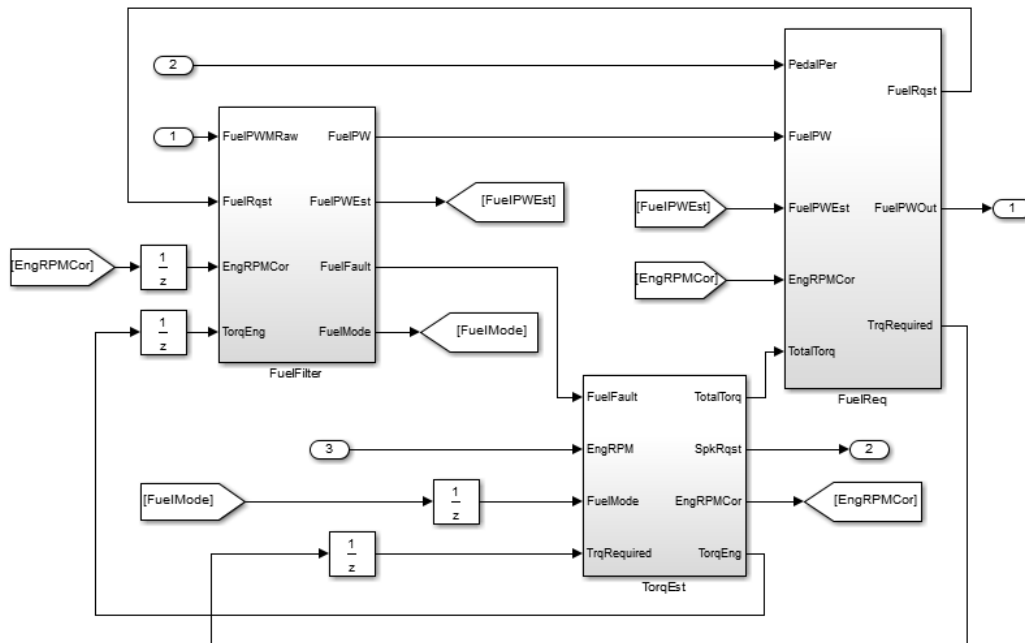 2
PedalPer
FuelRqst
1
FuelPWMRaw
FuelPW
FuelPW
FuelRqst
FuelPWEst
[FuelPWEst]
[FuelPWEst]
FuelPWEst
FuelPWOut
1
[EngRPMCor]
1
z
EngRPMCor
FuelFault
[EngRPMCor]
EngRPMCor
1
z
TorqEng
FuelMode
[FuelMode]
TrqRequired
TotalTorq
FuelFilter
FuelReq
FuelFault
TotalTorq
3
EngRPM
SpkRqst
2
[FuelMode]
1
z
FuelMode
EngRPMCor
[EngRPMCor]
1
z
TrqRequired
TorqEng
TorqEst